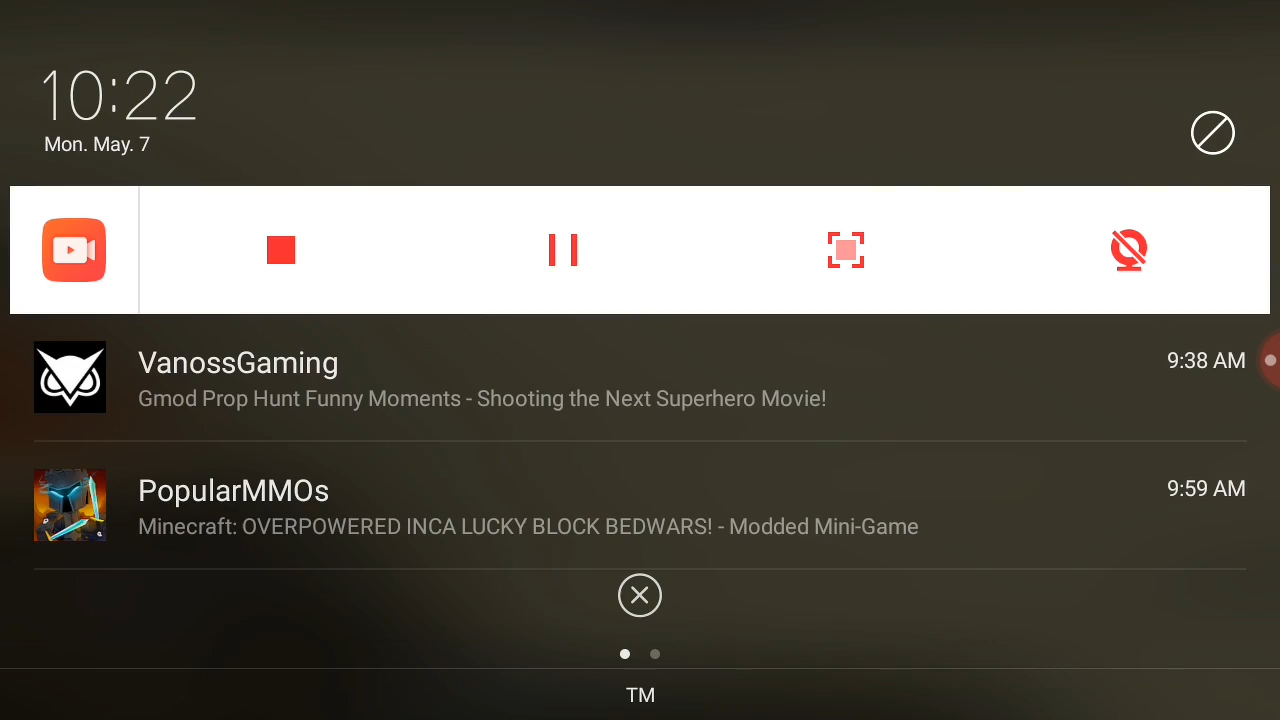 10:22
Mon. May. 7
VanossGaming
9:38 AM
Gmod Prop Hunt Funny Moments - Shooting the Next Superhero Movie!
PopularMMOs
9:59 AM
Minecraft: OVERPOWERED INCA LUCKY BLOCK BEDWARS! - Modded Mini-Game
TM